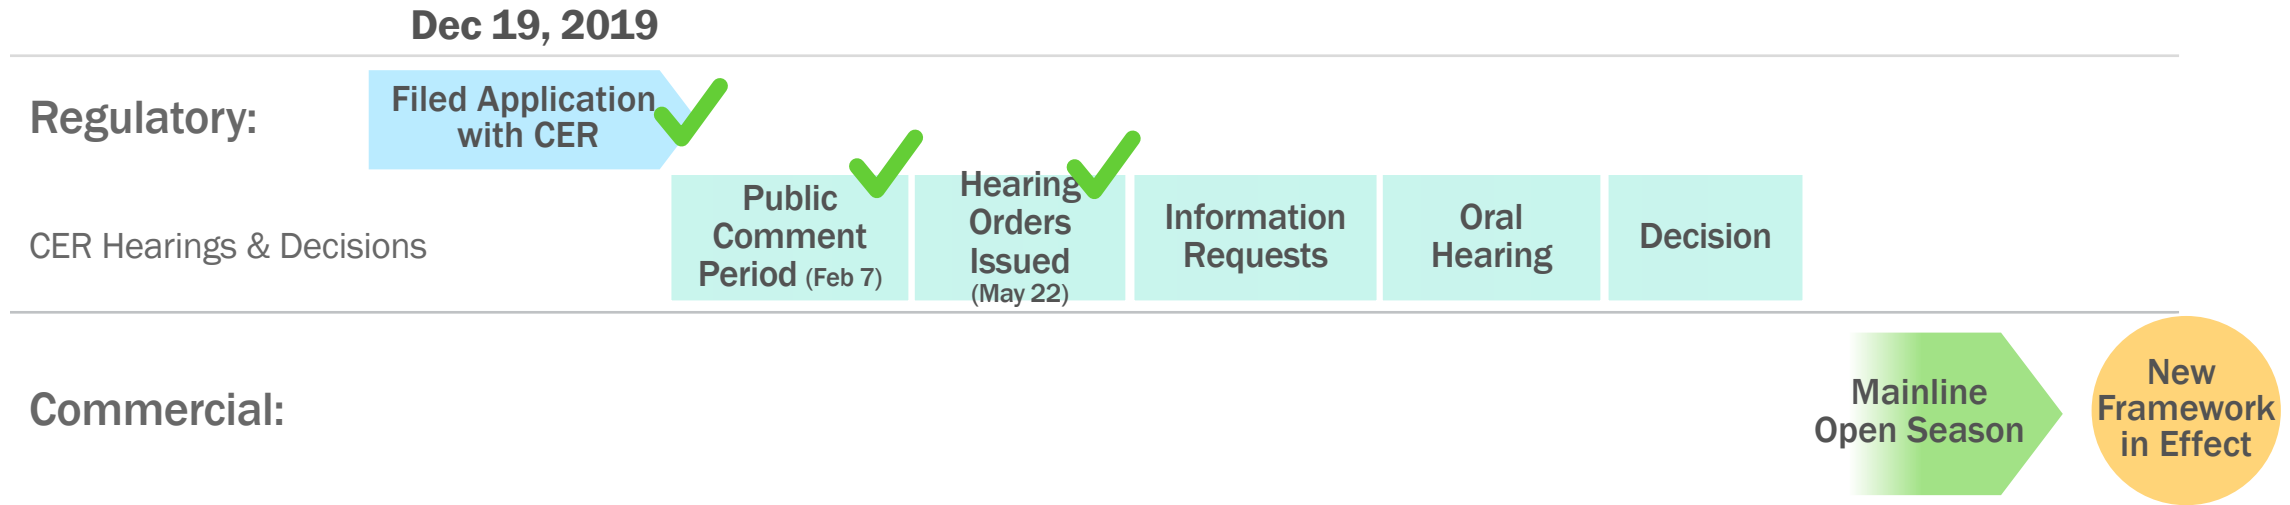 Dec 19, 2019
Regulatory:
Filed Application
with CER
CER Hearings & Decisions
Public
Comment
Period (Feb 7)
Hearing
Orders
Issued
(May 22)
Information
Requests
Oral
Hearing
Decision
Commercial:
Mainline
Open Season
New
Framework
in Effect